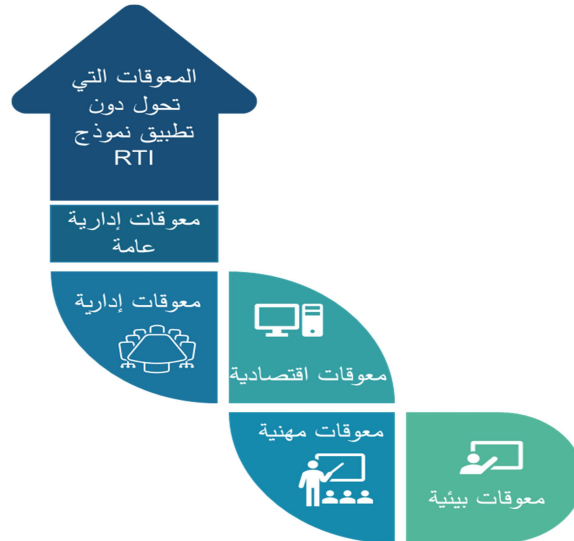 المعوقات التي
تحول دون
تطبيق نموذج
RTI
معوقات إدارية
عامة
معوقات إدارية
معوقات اقتصادية
معوقات مهنية
معوقات بيئية